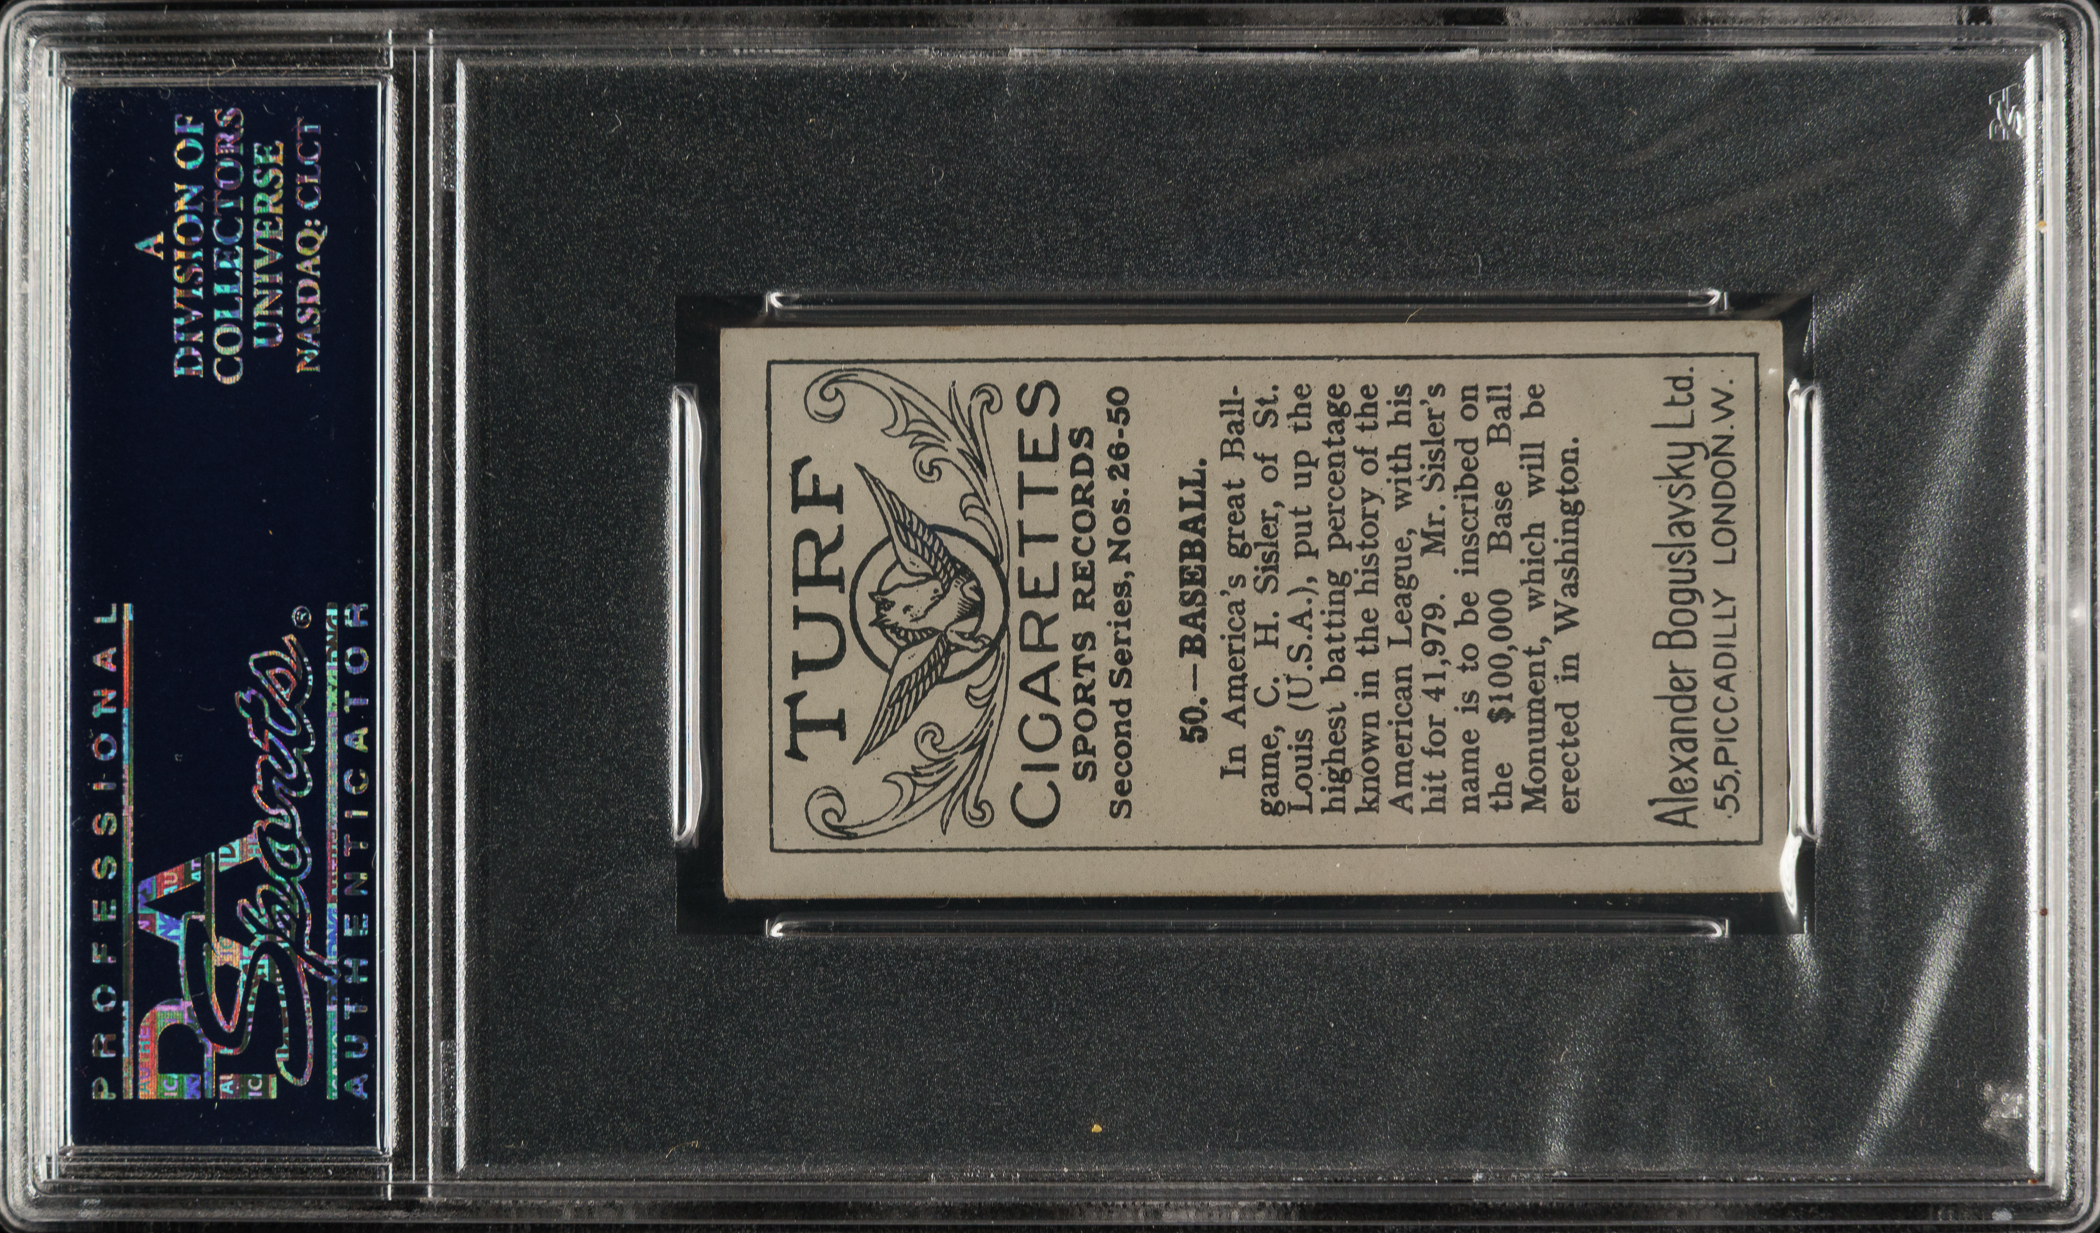 PROFESSIONAL
PSA
Sports®
AUTHENTICATOR
A
DIVISION OF
COLLECTORS
UNIVERSE
NASDAQ: CLCT
TURF
CIGARETTES
SPORTS RECORDS
Second Series, Nos. 26-50
50.—BASEBALL.
In America's great Ball-
game, C. H. Sisler, of St.
Louis (U.S.A.), put up the
highest batting percentage
known in the history of the
American League, with his
hit for 41,979. Mr. Sisler's
name is to be inscribed on
the $100,000 Base Ball
Monument, which will be
erected in Washington.
Alexander Boguslavsky Ltd.
55, PICCADILLY LONDON.W.
PSA